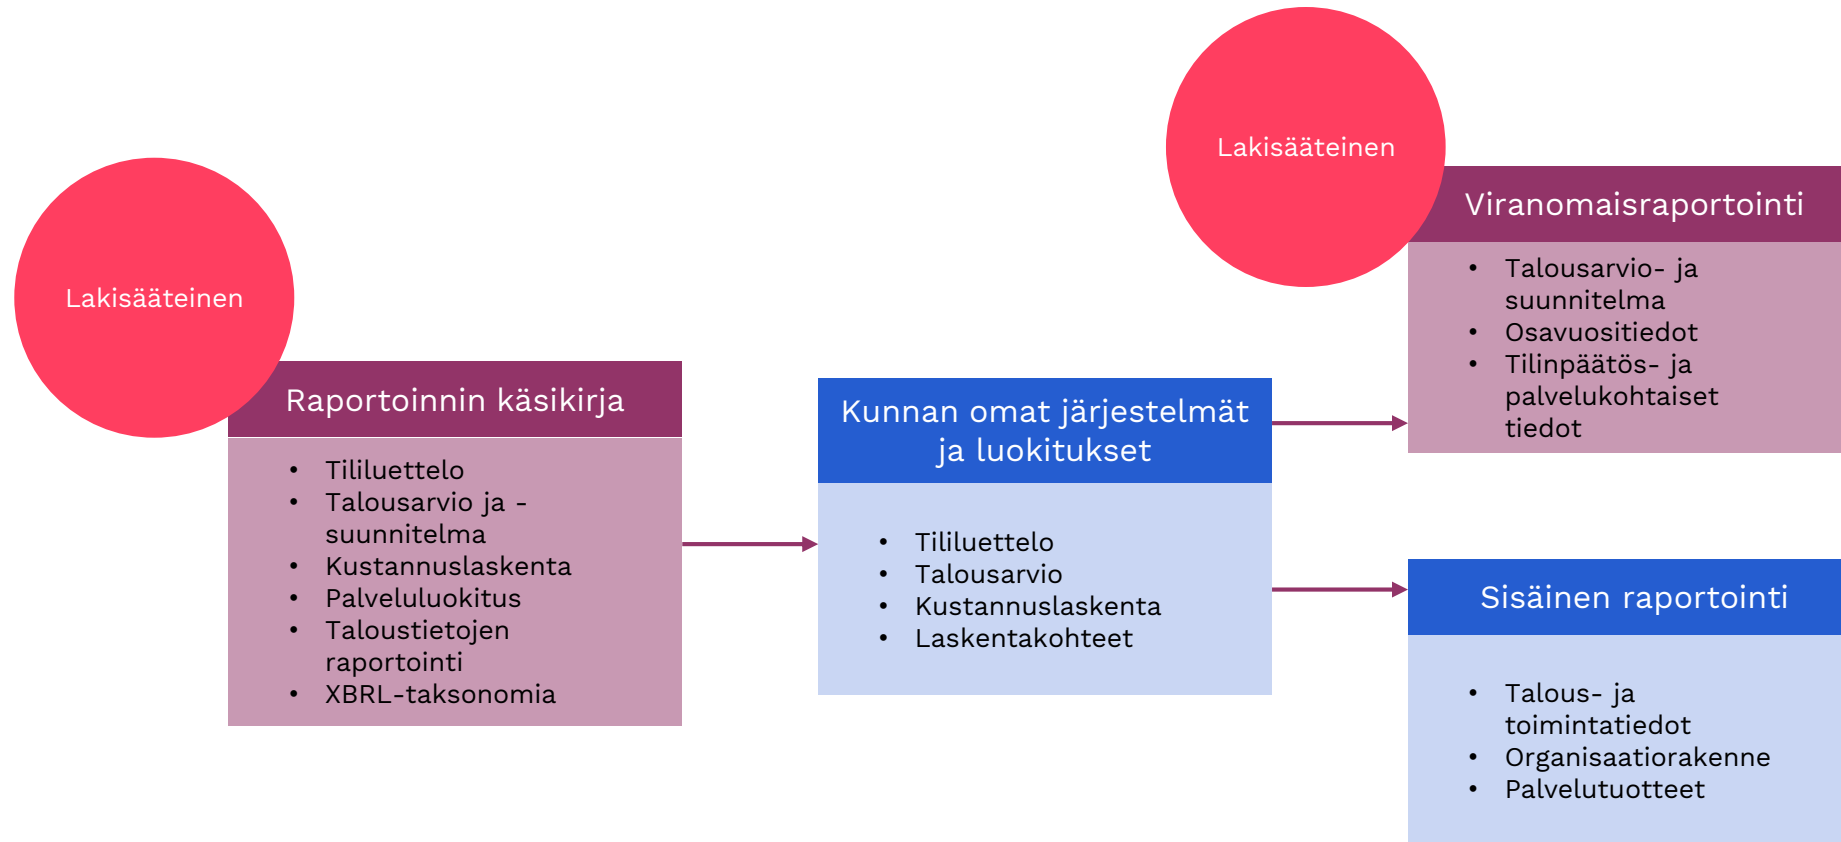 Lakisääteinen
Raportoinnin käsikirja
• Tililuettelo
• Talousarvio ja -
suunnitelma
• Kustannuslaskenta
• Palveluluokitus
• Taloustietojen
raportointi
• XBRL-taksonomia
Kunnan omat järjestelmät
ja luokitukset
• Tililuettelo
• Talousarvio
• Kustannuslaskenta
• Laskentakohteet
Lakisääteinen
Viranomaisraportointi
• Talousarvio- ja
suunnitelma
• Osavuositiedot
• Tilinpäätös- ja
palvelukohtaiset
tiedot
Sisäinen raportointi
• Talous- ja
toimintatiedot
• Organisaatiorakenne
• Palvelutuotteet